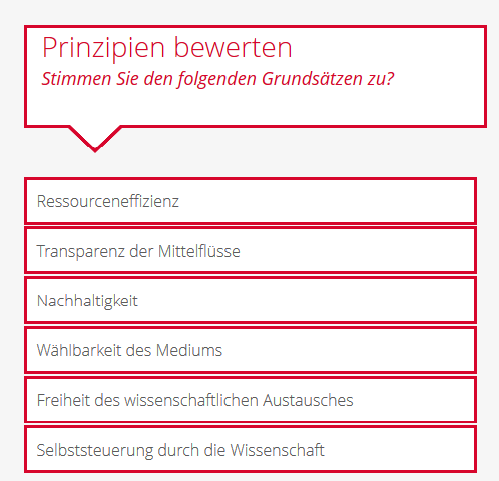 Prinzipien bewerten
Stimmen Sie den folgenden Grundsätzen zu?
Ressourceneffizienz
Transparenz der Mittelflüsse
Nachhaltigkeit
Wählbarkeit des Mediums
Freiheit des wissenschaftlichen Austausches
Selbststeuerung durch die Wissenschaft